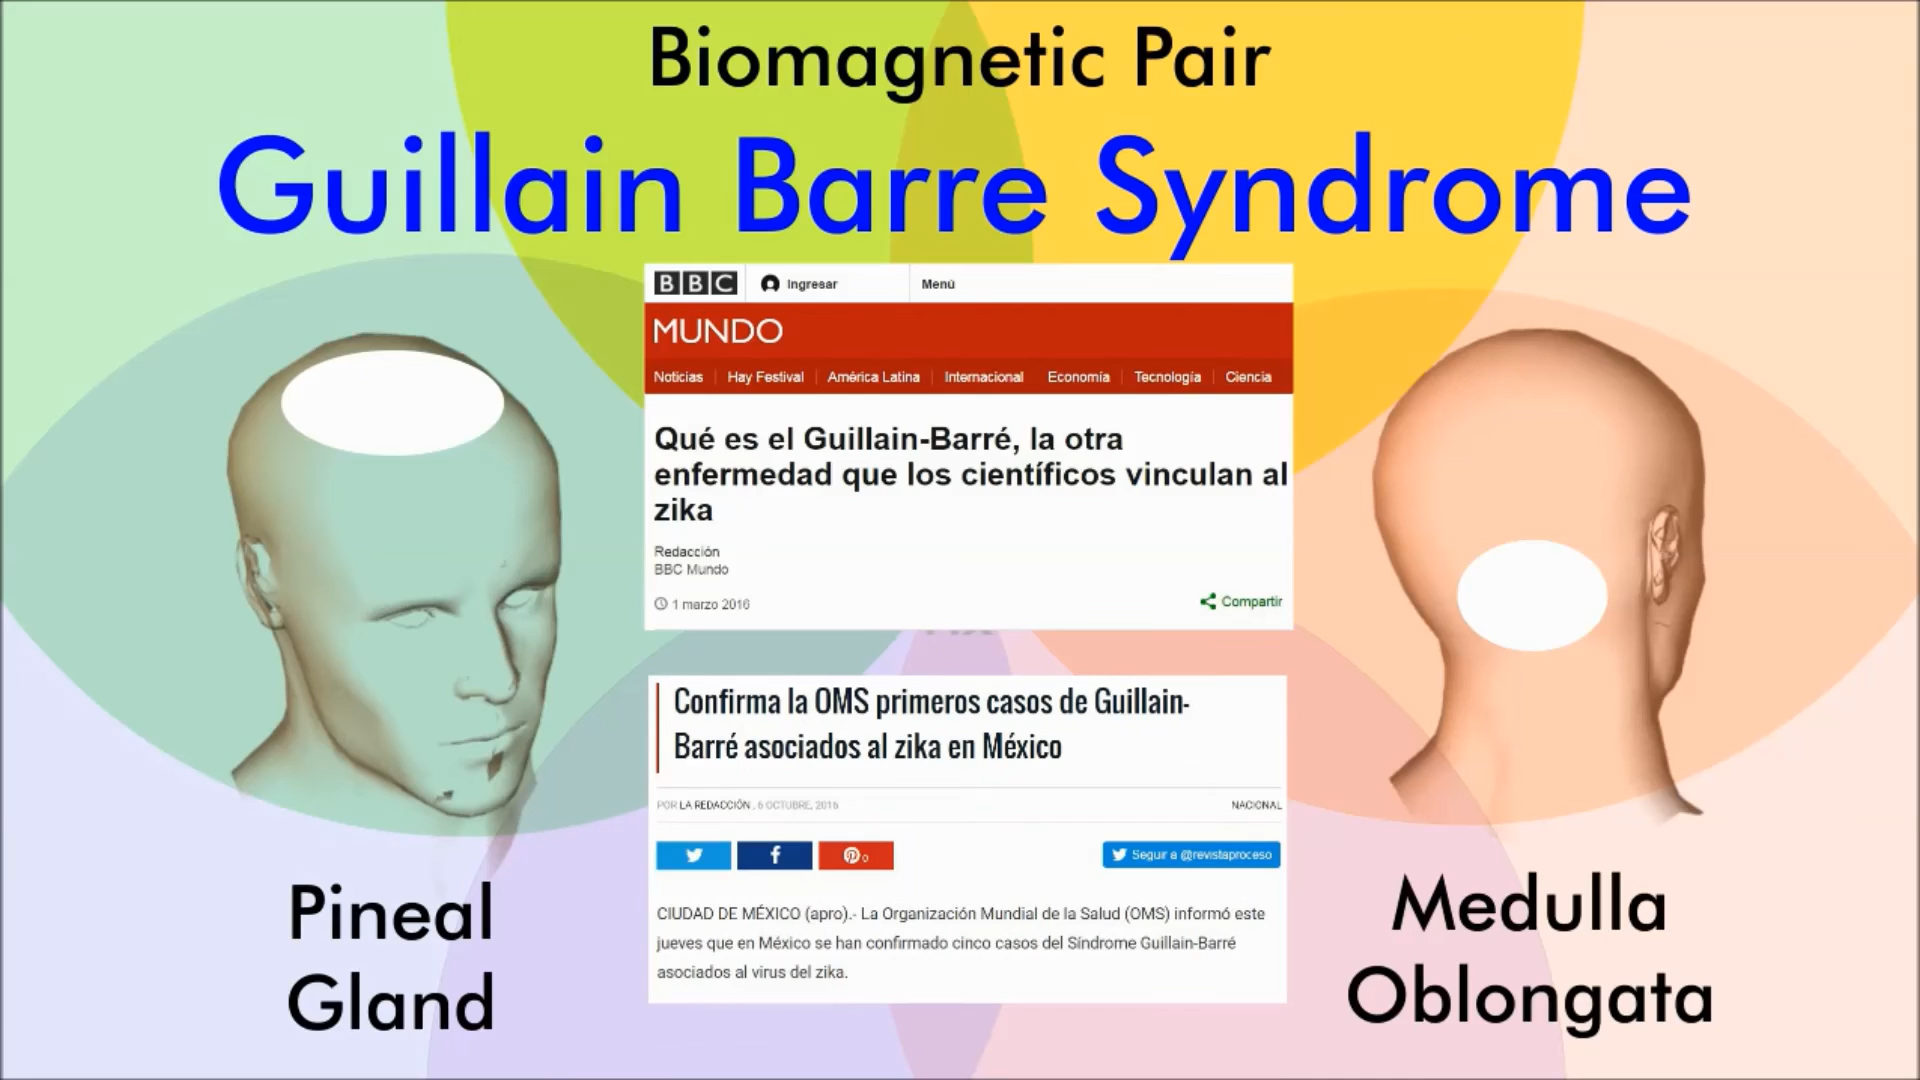 Biomagnetic Pair
Guillain Barre Syndrome
BBC Ingresar Menú
MUNDO
Noticias Hay Festival América Latina Internacional Economía Tecnología Ciencia
Qué es el Guillain-Barré, la otra
enfermedad que los científicos vinculan al
zika
Redacción
BBC Mundo
1 marzo 2016 Compartir
Confirma la OMS primeros casos de Guillain-
Barré asociados al zika en México
POR LA REDACCIÓN , 6 OCTUBRE, 2016 NACIONAL
0 Seguir a @revistaproceso
CIUDAD DE MÉXICO (apro).- La Organización Mundial de la Salud (OMS) informó este
jueves que en México se han confirmado cinco casos del Síndrome Guillain-Barré
asociados al virus del zika.
Pineal
Gland
Medulla
Oblongata